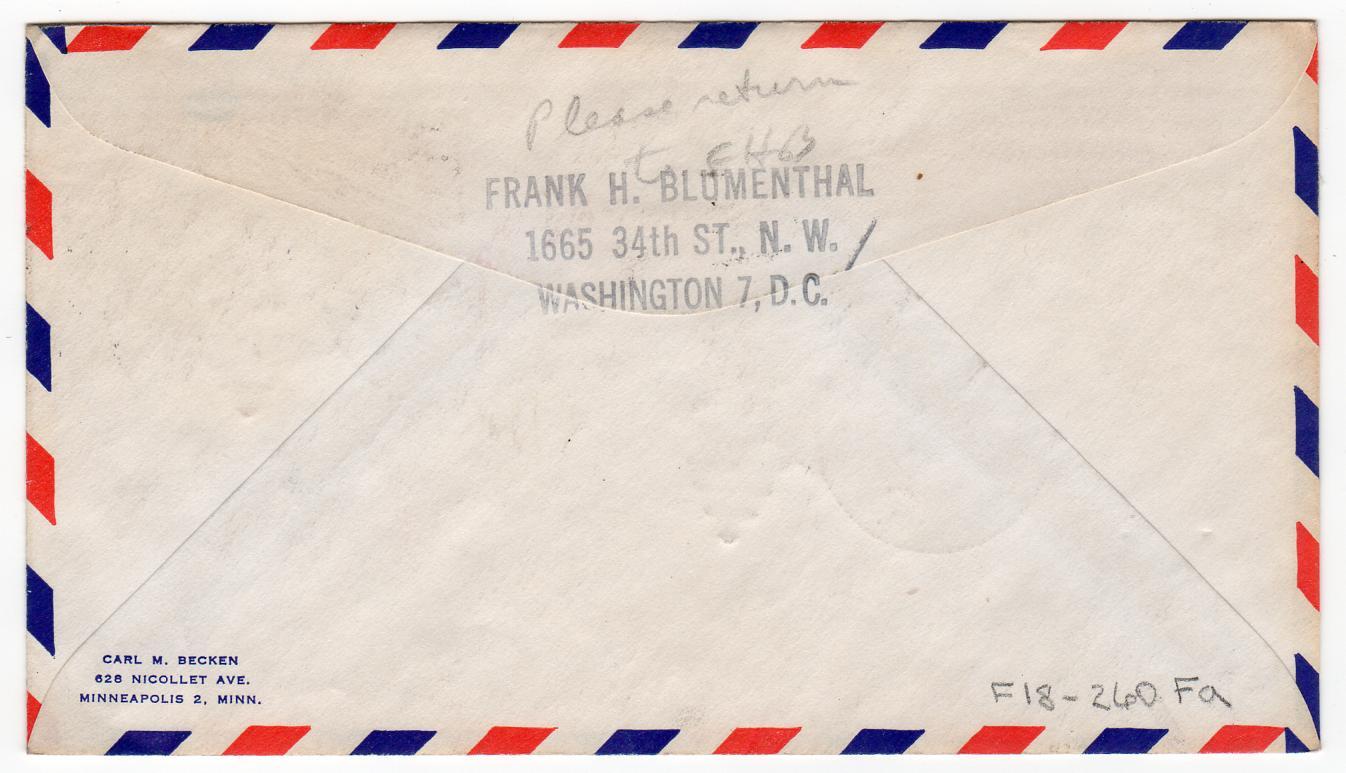 Please return
to FHB
FRANK H. BLUMENTHAL
1665 34th ST., N. W.
WASHINGTON 7, D. C.
CARL M. BECKEN
628 NICOLLET AVE.
MINNEAPOLIS 2, MINN.
F18-260 Fa